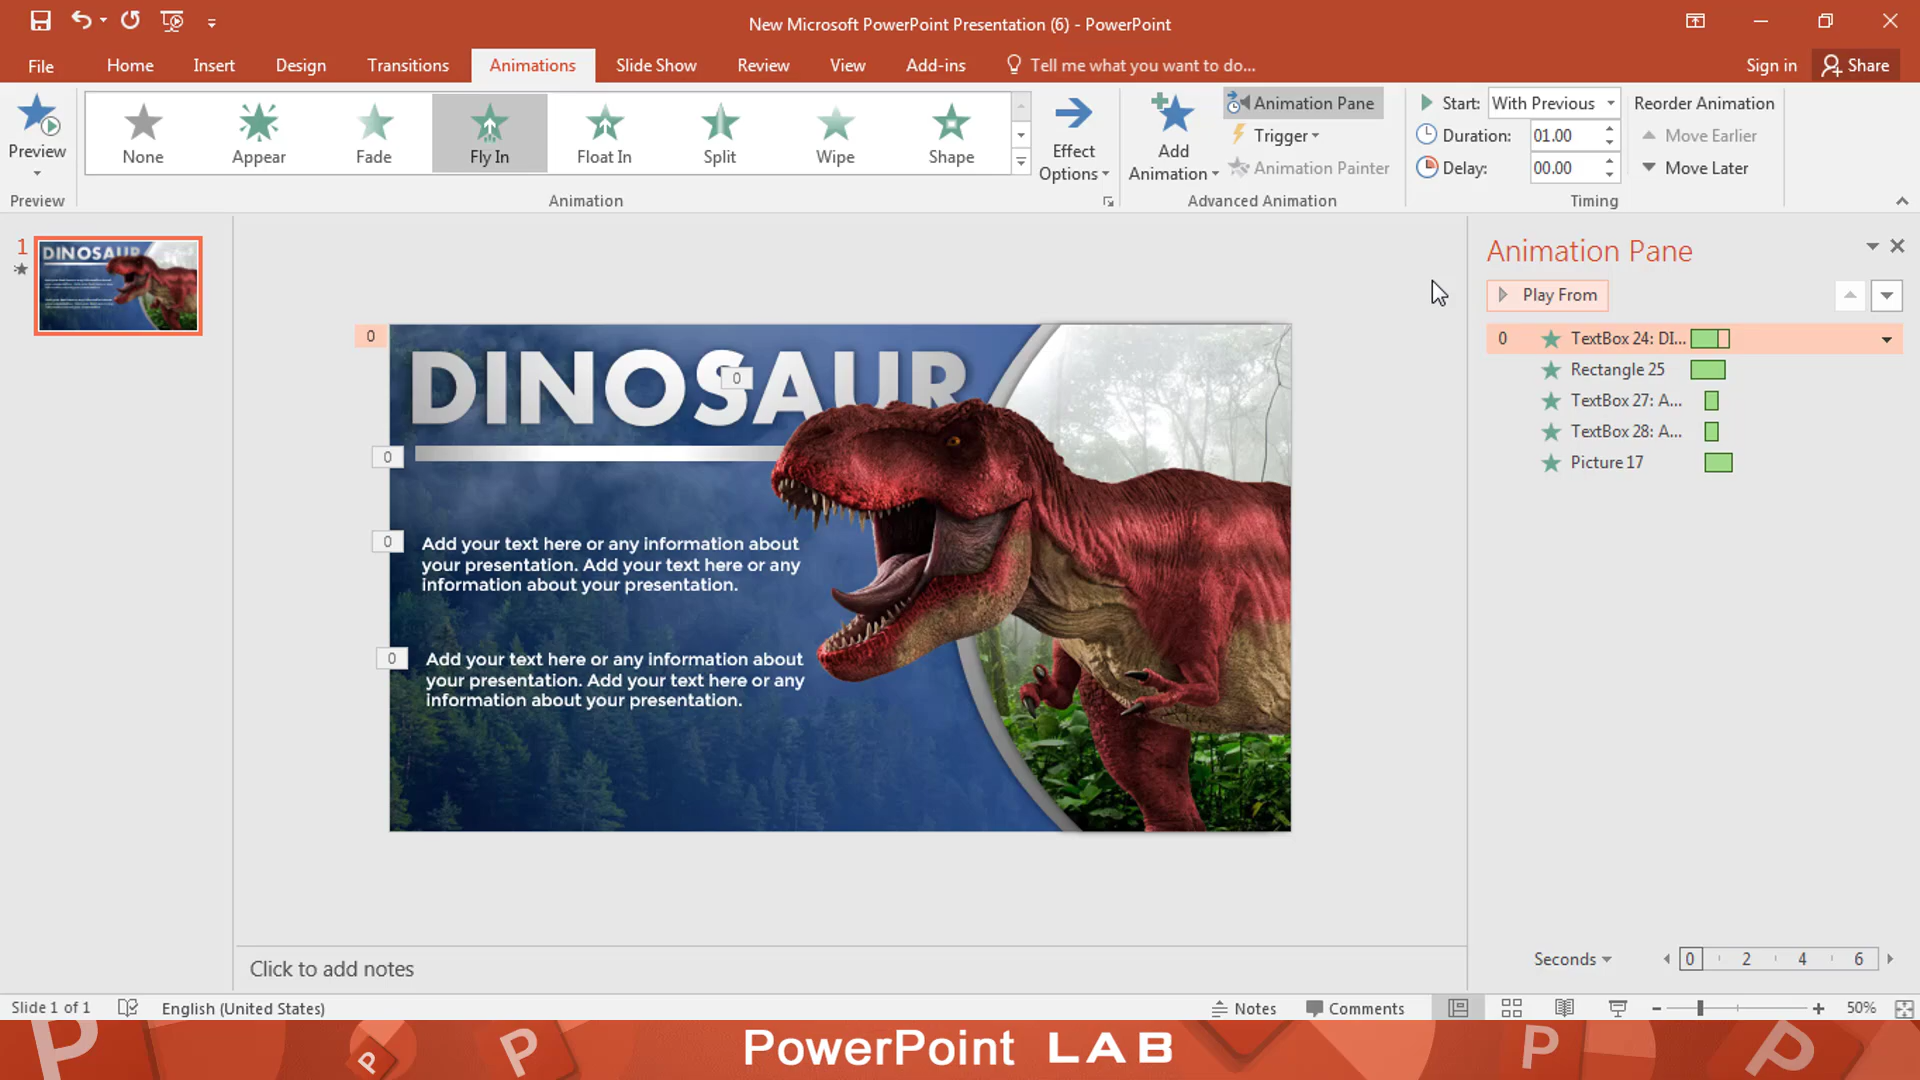 New Microsoft PowerPoint Presentation (6) - PowerPoint
File Home Insert Design Transitions Animations Slide Show Review View Add-ins Tell me what you want to do... Sign in Share
Preview
None Appear Fade Fly In Float In Split Wipe Shape
Effect Options
Add Animation
Animation Pane
Trigger
Animation Painter
Start: With Previous
Duration: 01.00
Delay: 00.00
Reorder Animation
Move Earlier
Move Later
Preview Animation Advanced Animation Timing
1
DINOSAUR
0
0
DINOSAUR
0
0
Add your text here or any information about
your presentation. Add your text here or any
information about your presentation.
0
Add your text here or any information about
your presentation. Add your text here or any
information about your presentation.
Animation Pane
Play From
0 TextBox 24: DI...
Rectangle 25
TextBox 27: A...
TextBox 28: A...
Picture 17
Seconds 0 2 4 6
Click to add notes
Slide 1 of 1 English (United States) Notes Comments 50%
PowerPoint LAB
P P P P P